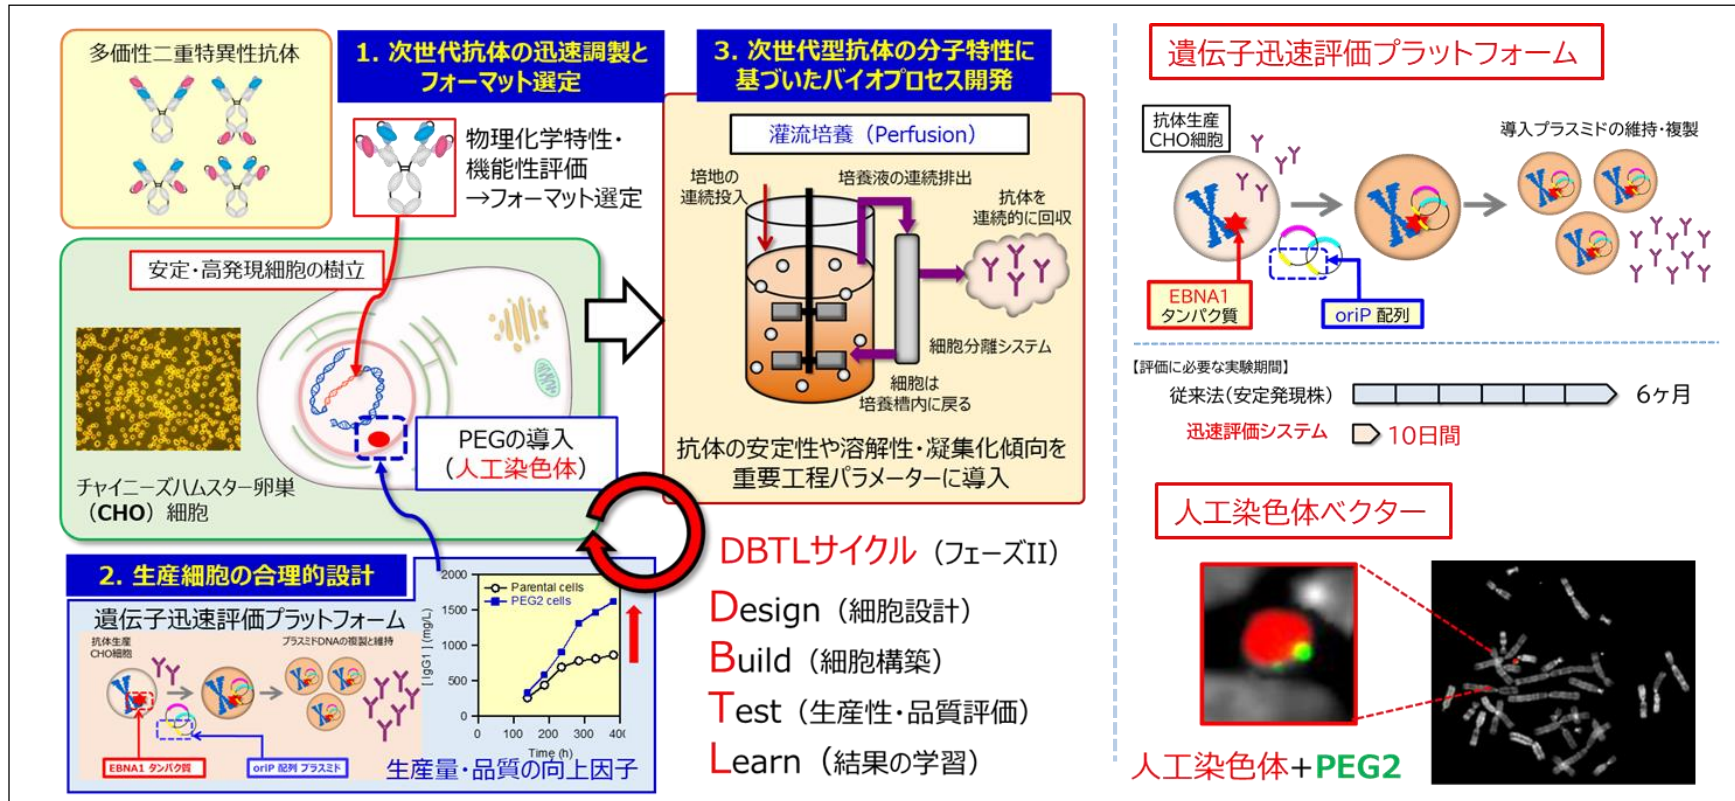 多価性二重特異性抗体
1. 次世代抗体の迅速調製と
フォーマット選定
物理化学特性・
機能性評価
→フォーマット選定
安定・高発現細胞の樹立
PEGの導入
（人工染色体）
チャイニーズハムスター卵巣
（CHO）細胞
2. 生産細胞の合理的設計
遺伝子迅速評価プラットフォーム
抗体生産
CHO細胞
プラスミドDNAの複製と維持
EBNA1 タンパク質
oriP 配列 プラスミド
2000
1500
1000
500
0
[ IgG1 ] (mg/L)
Parental cells
PEG2 cells
0 100 200 300 400
Time (h)
生産量・品質の向上因子
3. 次世代型抗体の分子特性に
基づいたバイオプロセス開発
灌流培養（Perfusion）
培地の
連続投入
培養液の連続排出
抗体を
連続的に回収
細胞分離システム
細胞は
培養槽内に戻る
抗体の安定性や溶解性・凝集化傾向を
重要工程パラメーターに導入
DBTLサイクル（フェーズII）
Design（細胞設計）
Build（細胞構築）
Test（生産性・品質評価）
Learn（結果の学習）
遺伝子迅速評価プラットフォーム
抗体生産
CHO細胞
導入プラスミドの維持・複製
EBNA1
タンパク質
oriP 配列
【評価に必要な実験期間】
従来法(安定発現株)
6ヶ月
迅速評価システム
10日間
人工染色体ベクター
人工染色体+PEG2